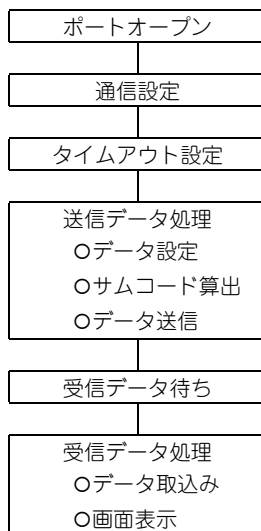 ポートオープン
通信設定
タイムアウト設定
送信データ処理
○データ設定
○サムコード算出
○データ送信
受信データ待ち
受信データ処理
○データ取込み
○画面表示